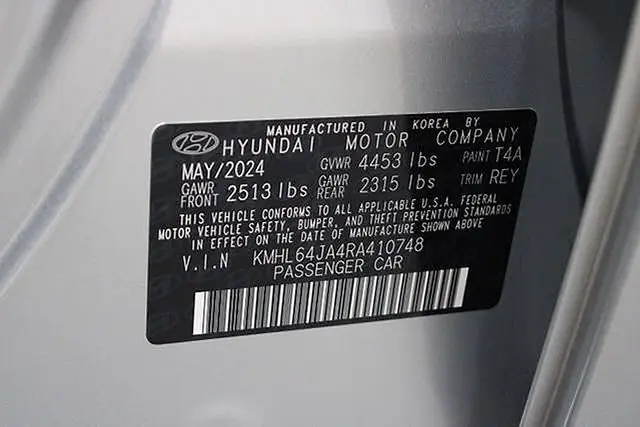 MANUFACTURED IN KOREA BY
HYUNDAI MOTOR COMPANY
MAY/2024 GVWR 4453 lbs PAINT T4A
GAWR FRONT 2513 lbs GAWR REAR 2315 lbs TRIM REY
THIS VEHICLE CONFORMS TO ALL APPLICABLE U.S.A. FEDERAL
MOTOR VEHICLE SAFETY, BUMPER, AND THEFT PREVENTION STANDARDS
IN EFFECT ON THE DATE OF MANUFACTURE SHOWN ABOVE
V.I.N KMHL64JA4RA410748
PASSENGER CAR